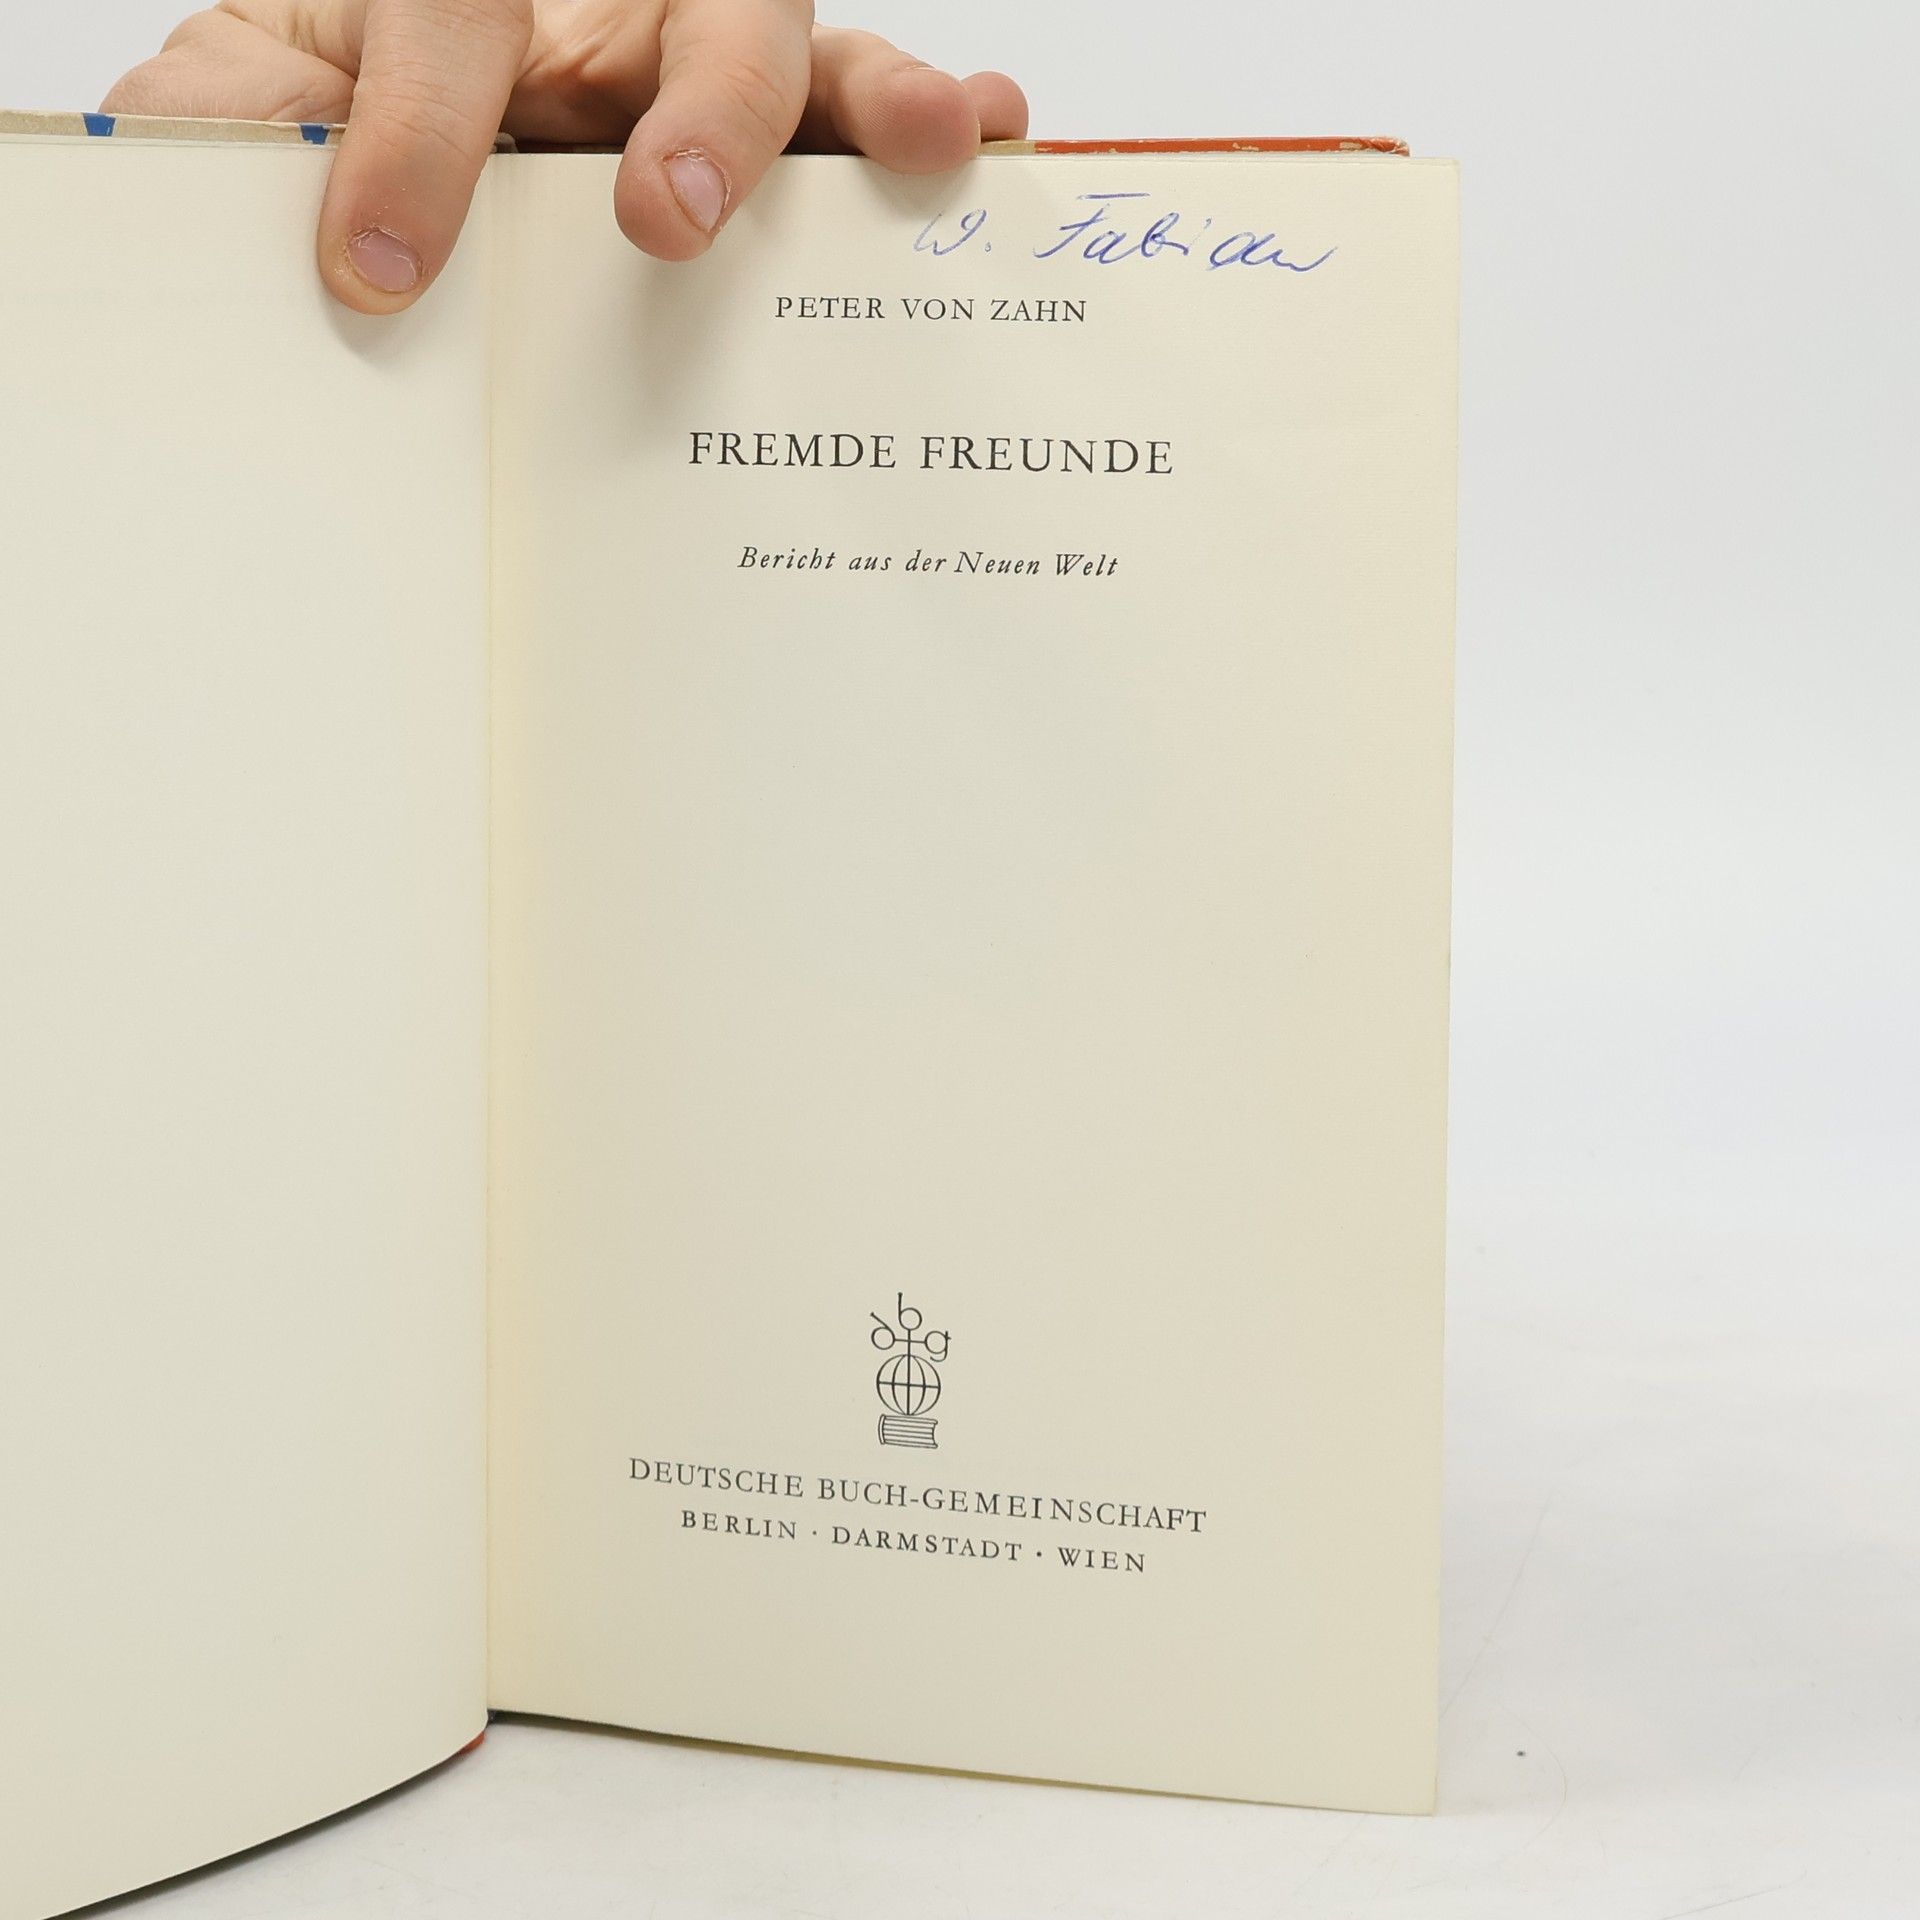 W. Fabian
PETER VON ZAHN
FREMDE FREUNDE
Bericht aus der Neuen Welt
dbg
DEUTSCHE BUCH-GEMEINSCHAFT
BERLIN · DARMSTADT · WIEN